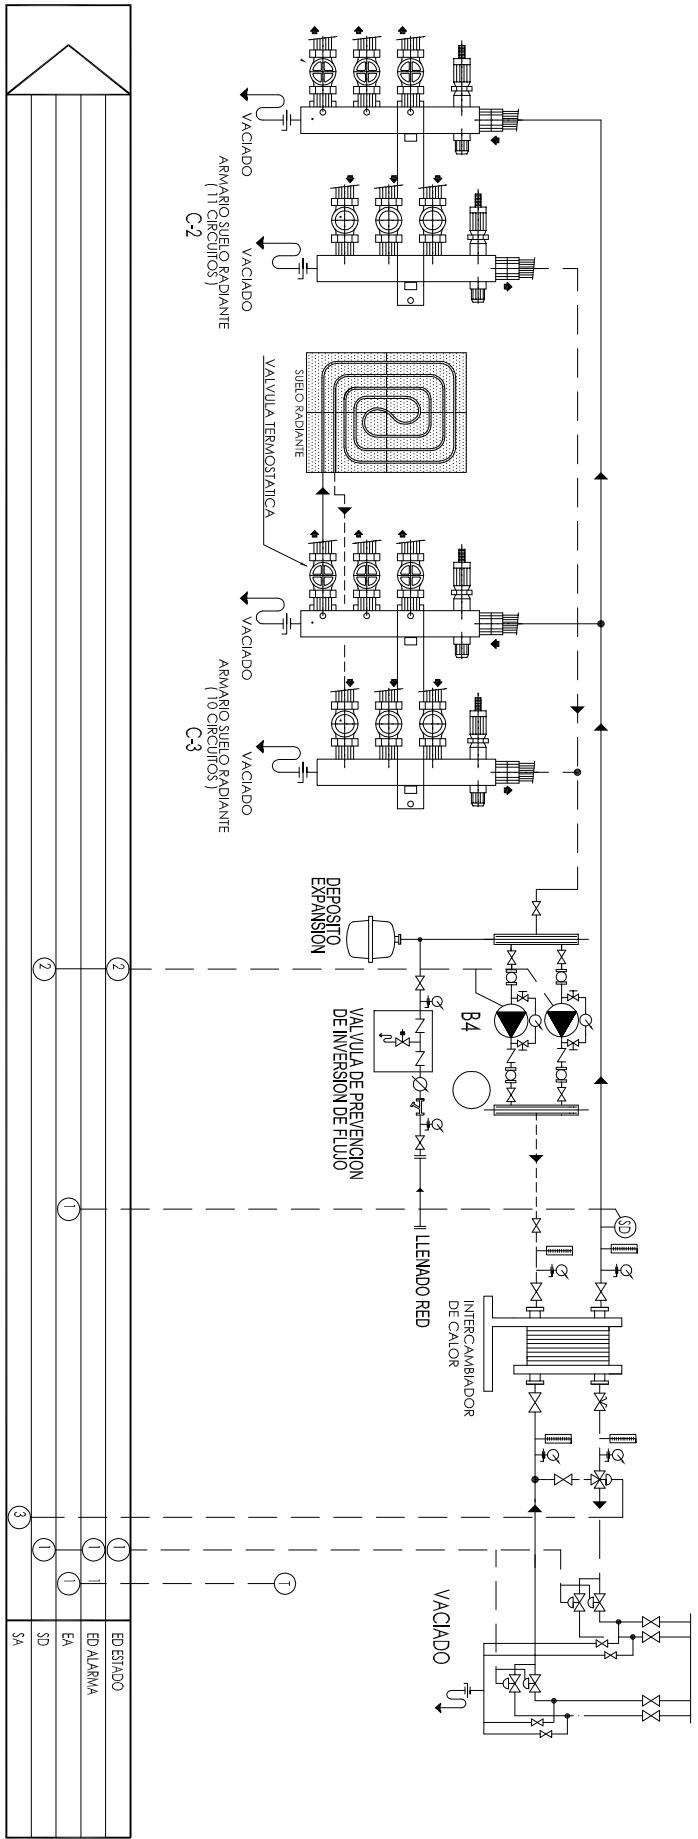 VACIADO
ARMARIO SUELO RADIANTE
( 11 CIRCUITOS )
C-2
VACIADO
SUELO RADIANTE
VALVULA TERMOSTATICA
VACIADO
ARMARIO SUELO RADIANTE
( 10 CIRCUITOS )
C-3
VACIADO
DEPOSITO
EXPANSION
B4
VALVULA DE PREVENCION
DE INVERSION DE FLUJO
LLENADO RED
SD
INTERCAMBIADOR
DE CALOR
VACIADO
T
2
2
1
3
1
1
1
1
1
ED ESTADO
ED ALARMA
EA
SD
SA